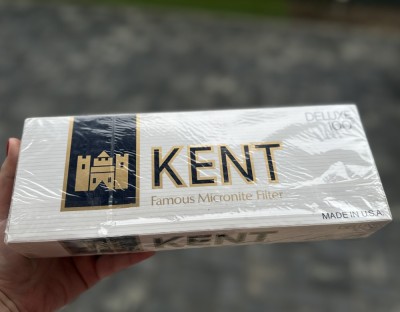 DELUXE
100
KENT
Famous Micronite Filter
MADE IN U.S.A.
KENT